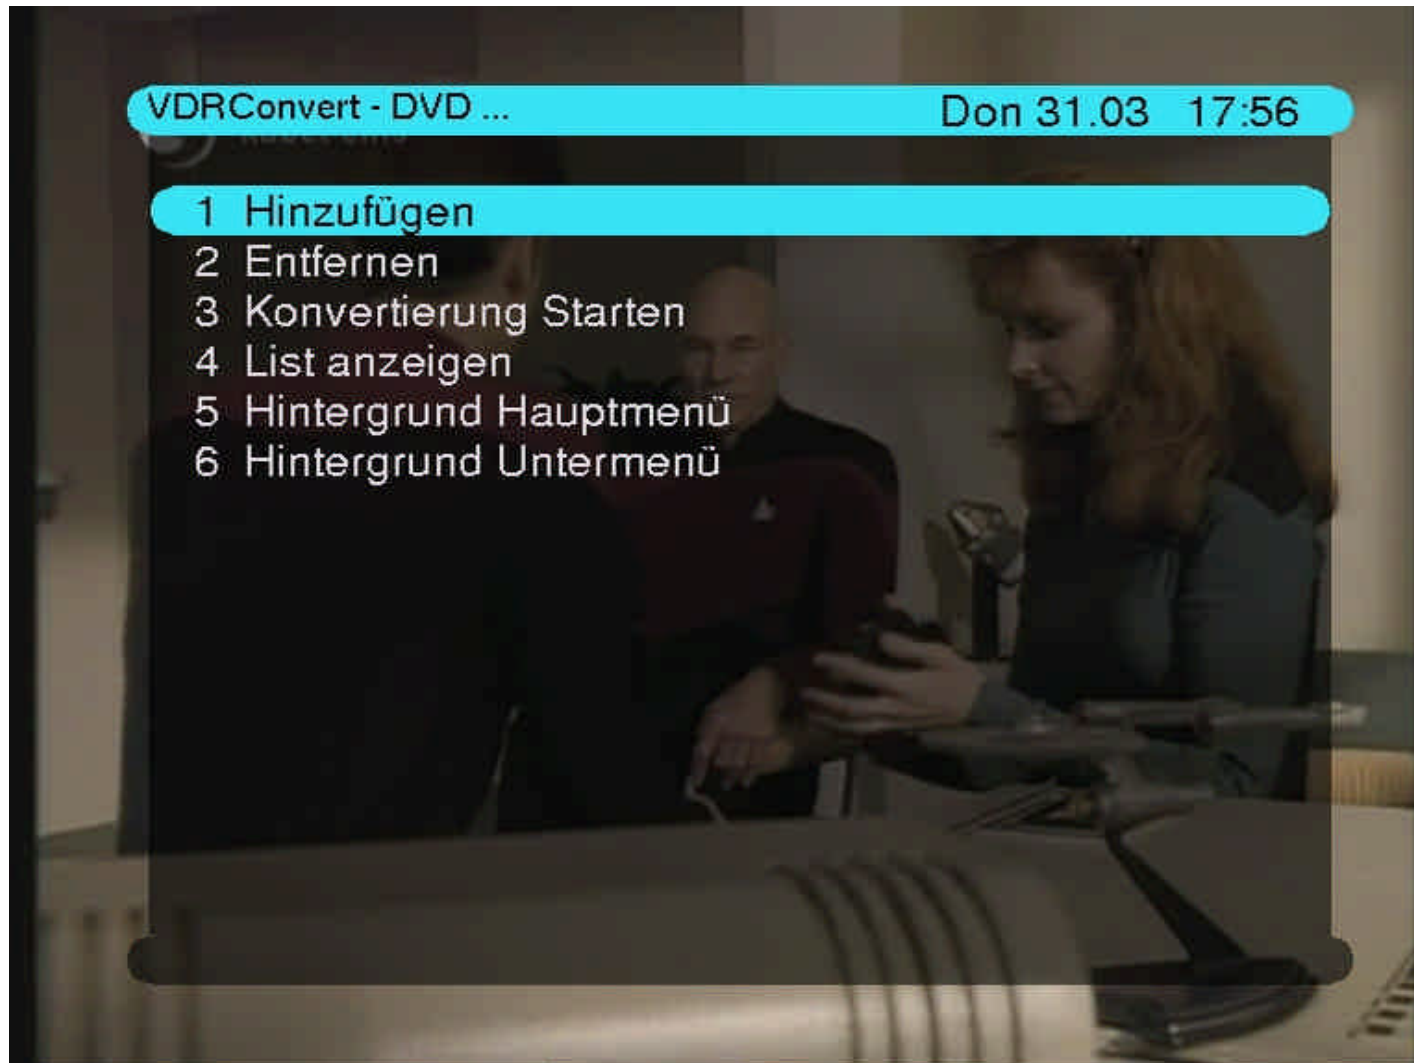 VDRConvert - DVD ... Don 31.03 17:56
1 Hinzufügen
2 Entfernen
3 Konvertierung Starten
4 List anzeigen
5 Hintergrund Hauptmenü
6 Hintergrund Untermenü